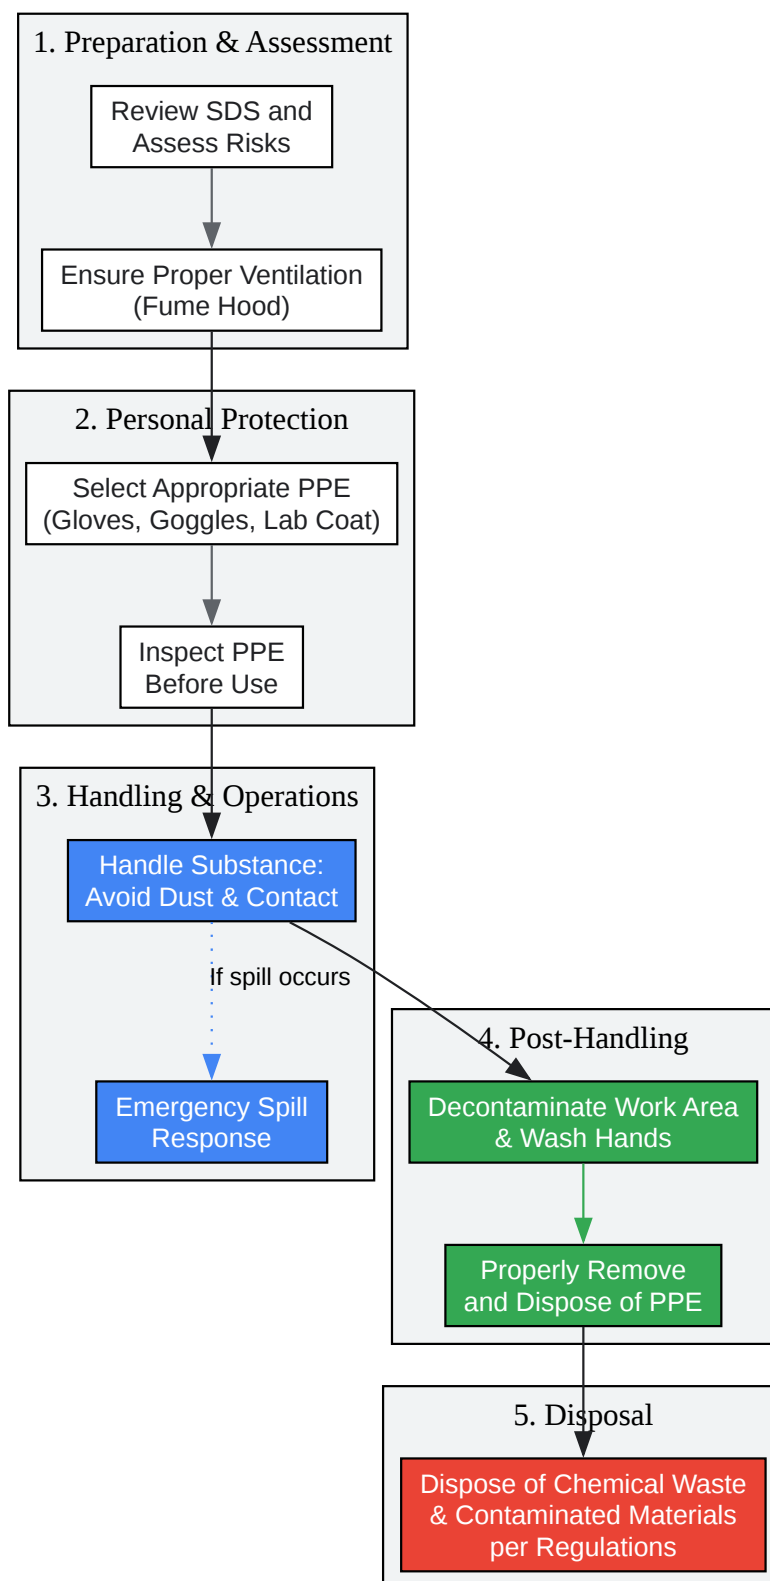 1. Preparation & Assessment
Review SDS and
Assess Risks
Ensure Proper Ventilation
(Fume Hood)
2. Personal Protection
Select Appropriate PPE
(Gloves, Goggles, Lab Coat)
Inspect PPE
Before Use
3. Handling & Operations
Handle Substance:
Avoid Dust & Contact
If spill occurs
Emergency Spill
Response
4. Post-Handling
Decontaminate Work Area
& Wash Hands
Properly Remove
and Dispose of PPE
5. Disposal
Dispose of Chemical Waste
& Contaminated Materials
per Regulations